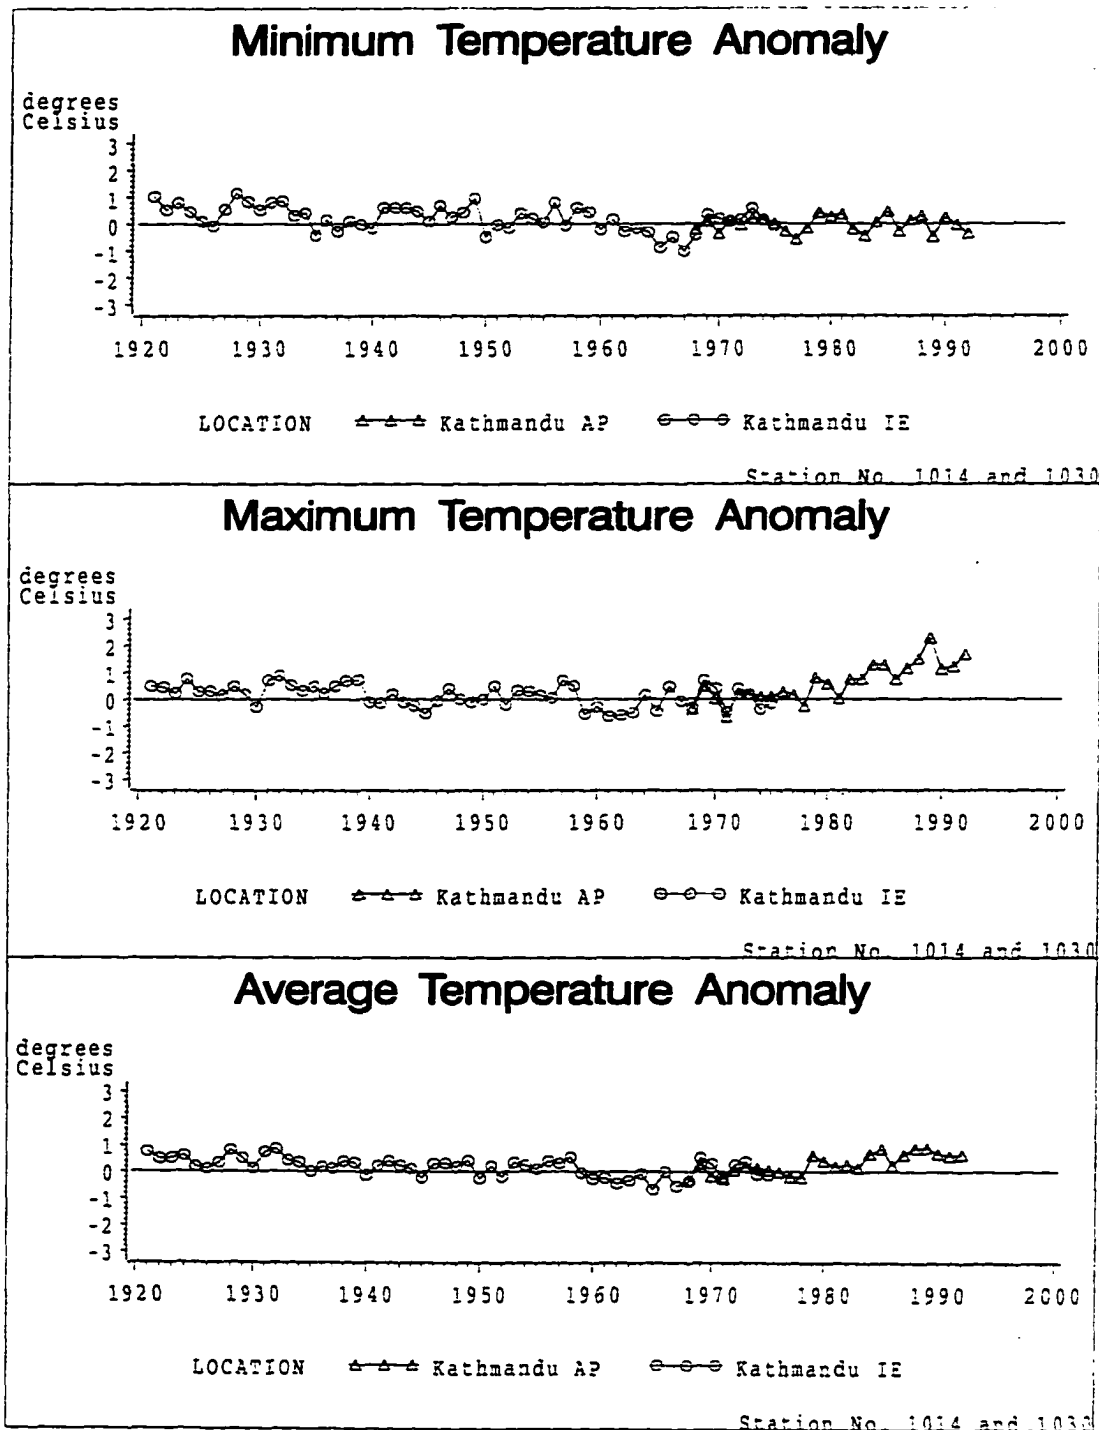 Minimum Temperature Anomaly
degrees
Celsius
3
2
1
0
-1
-2
-3
1920 1930 1940 1950 1960 1970 1980 1990 2000
LOCATION Kathmandu AP Kathmandu IE
Station No. 1014 and 1030
Maximum Temperature Anomaly
degrees
Celsius
3
2
1
0
-1
-2
-3
1920 1930 1940 1950 1960 1970 1980 1990 2000
LOCATION Kathmandu AP Kathmandu IE
Station No. 1014 and 1030
Average Temperature Anomaly
degrees
Celsius
3
2
1
0
-1
-2
-3
1920 1930 1940 1950 1960 1970 1980 1990 2000
LOCATION Kathmandu AP Kathmandu IE
Station No. 1014 and 1030